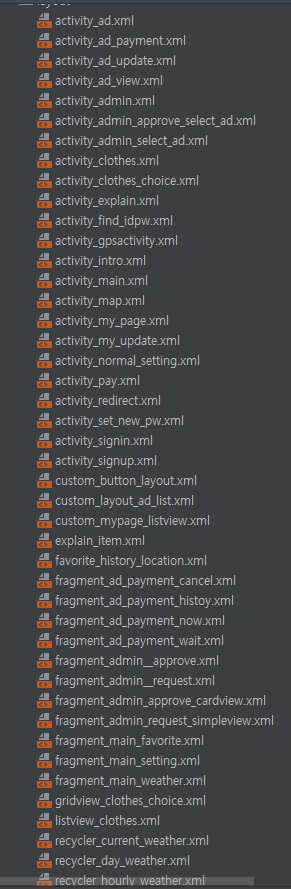 layout
activity_ad.xml
activity_ad_payment.xml
activity_ad_update.xml
activity_ad_view.xml
activity_admin.xml
activity_admin_approve_select_ad.xml
activity_admin_select_ad.xml
activity_clothes.xml
activity_clothes_choice.xml
activity_explain.xml
activity_find_idpw.xml
activity_gpsactivity.xml
activity_intro.xml
activity_main.xml
activity_map.xml
activity_my_page.xml
activity_my_update.xml
activity_normal_setting.xml
activity_pay.xml
activity_redirect.xml
activity_set_new_pw.xml
activity_signin.xml
activity_signup.xml
custom_button_layout.xml
custom_layout_ad_list.xml
custom_mypage_listview.xml
explain_item.xml
favorite_history_location.xml
fragment_ad_payment_cancel.xml
fragment_ad_payment_histoy.xml
fragment_ad_payment_now.xml
fragment_ad_payment_wait.xml
fragment_admin__approve.xml
fragment_admin__request.xml
fragment_admin_approve_cardview.xml
fragment_admin_request_simpleview.xml
fragment_main_favorite.xml
fragment_main_setting.xml
fragment_main_weather.xml
gridview_clothes_choice.xml
listview_clothes.xml
recycler_current_weather.xml
recycler_day_weather.xml
recycler_hourly_weather.xml